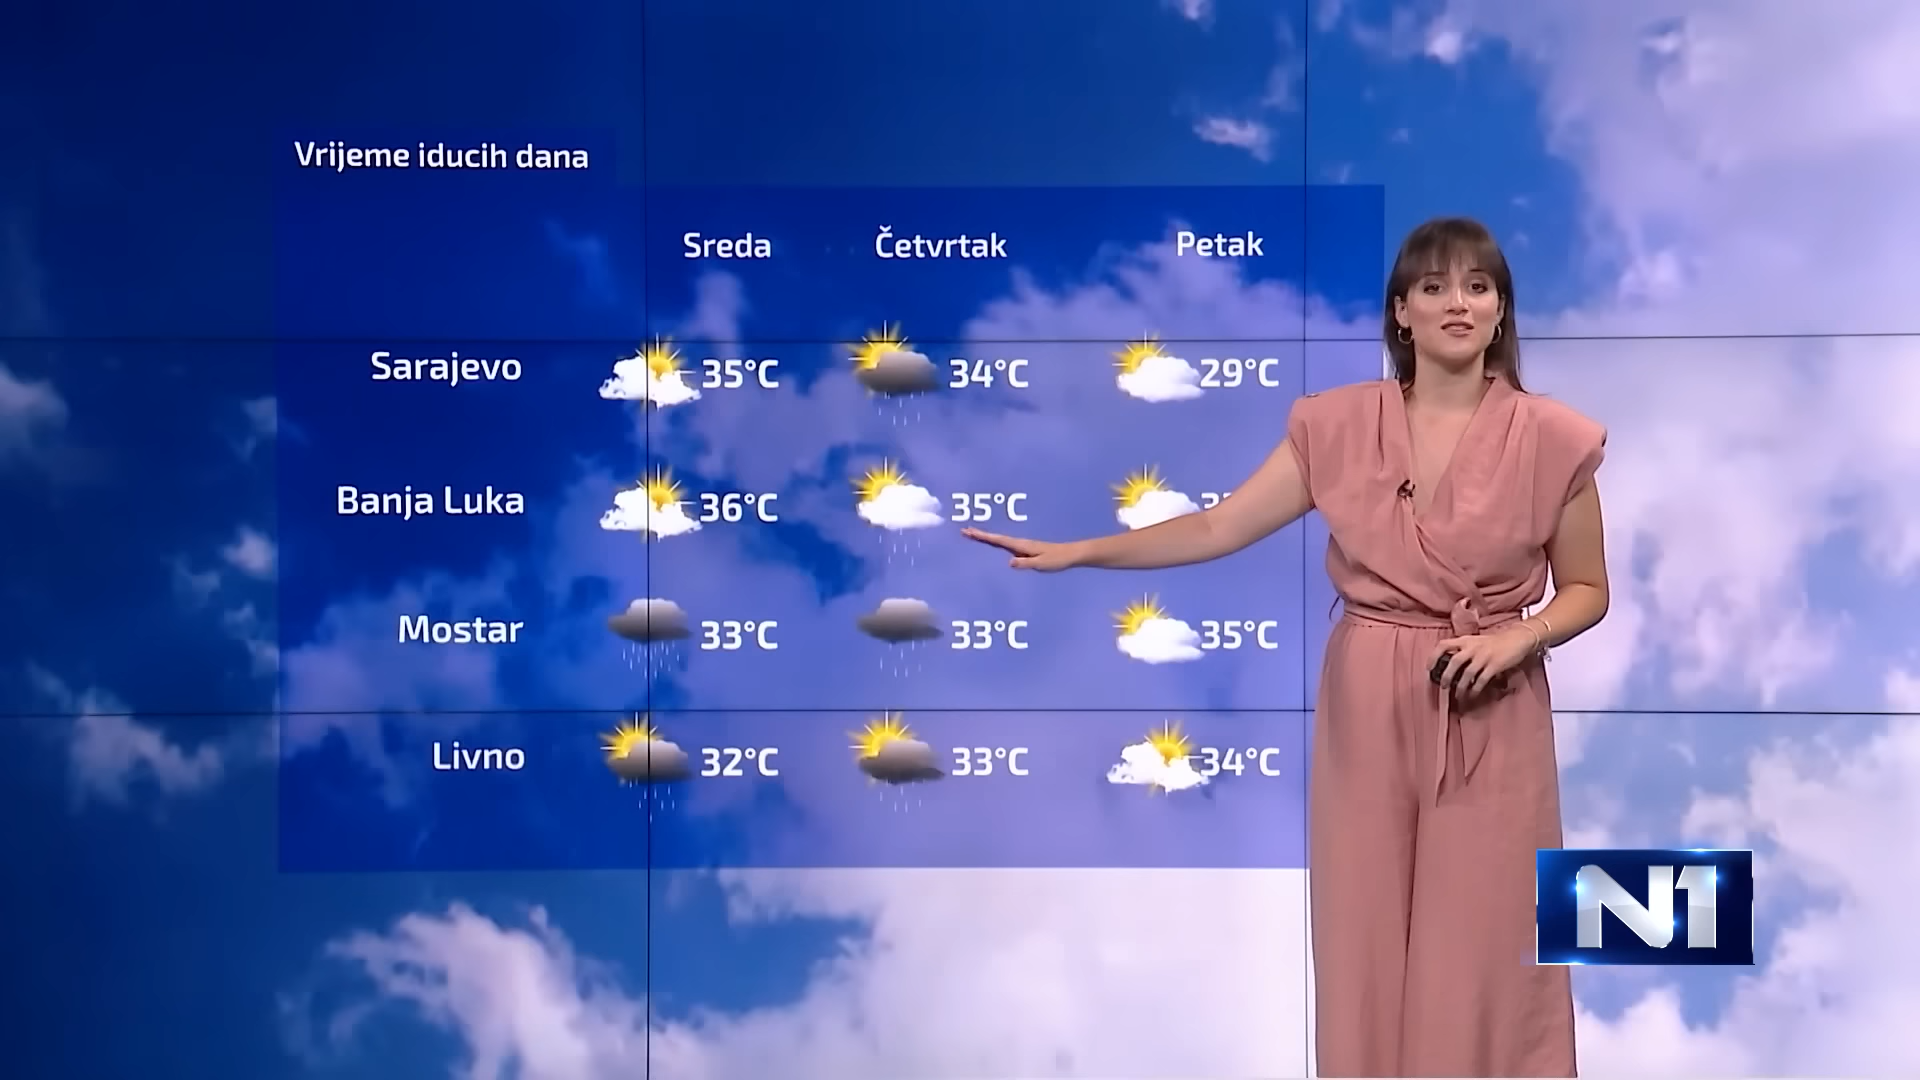 Vrijeme iducih dana
Sreda Četvrtak Petak
Sarajevo 35°C 34°C 29°C
Banja Luka 36°C 35°C
Mostar 33°C 33°C 35°C
Livno 32°C 33°C 34°C
N1